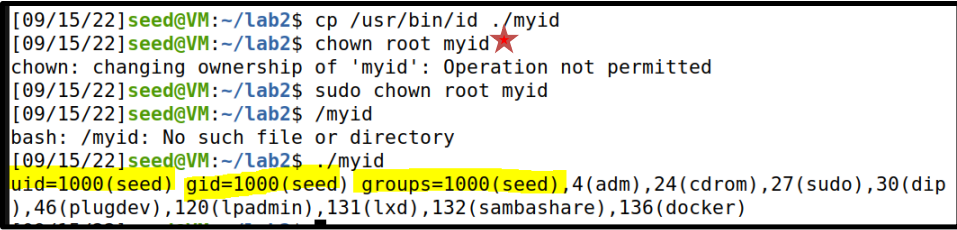 [09/15/22]seed@VM:~/lab2$ cp /usr/bin/id ./myid
[09/15/22]seed@VM:~/lab2$ chown root myid
chown: changing ownership of 'myid': Operation not permitted
[09/15/22]seed@VM:~/lab2$ sudo chown root myid
[09/15/22]seed@VM:~/lab2$ /myid
bash: /myid: No such file or directory
[09/15/22]seed@VM:~/lab2$ ./myid
uid=1000(seed) gid=1000(seed) groups=1000(seed),4(adm),24(cdrom),27(sudo),30(dip
),46(plugdev),120(lpadmin),131(lxd),132(sambashare),136(docker)